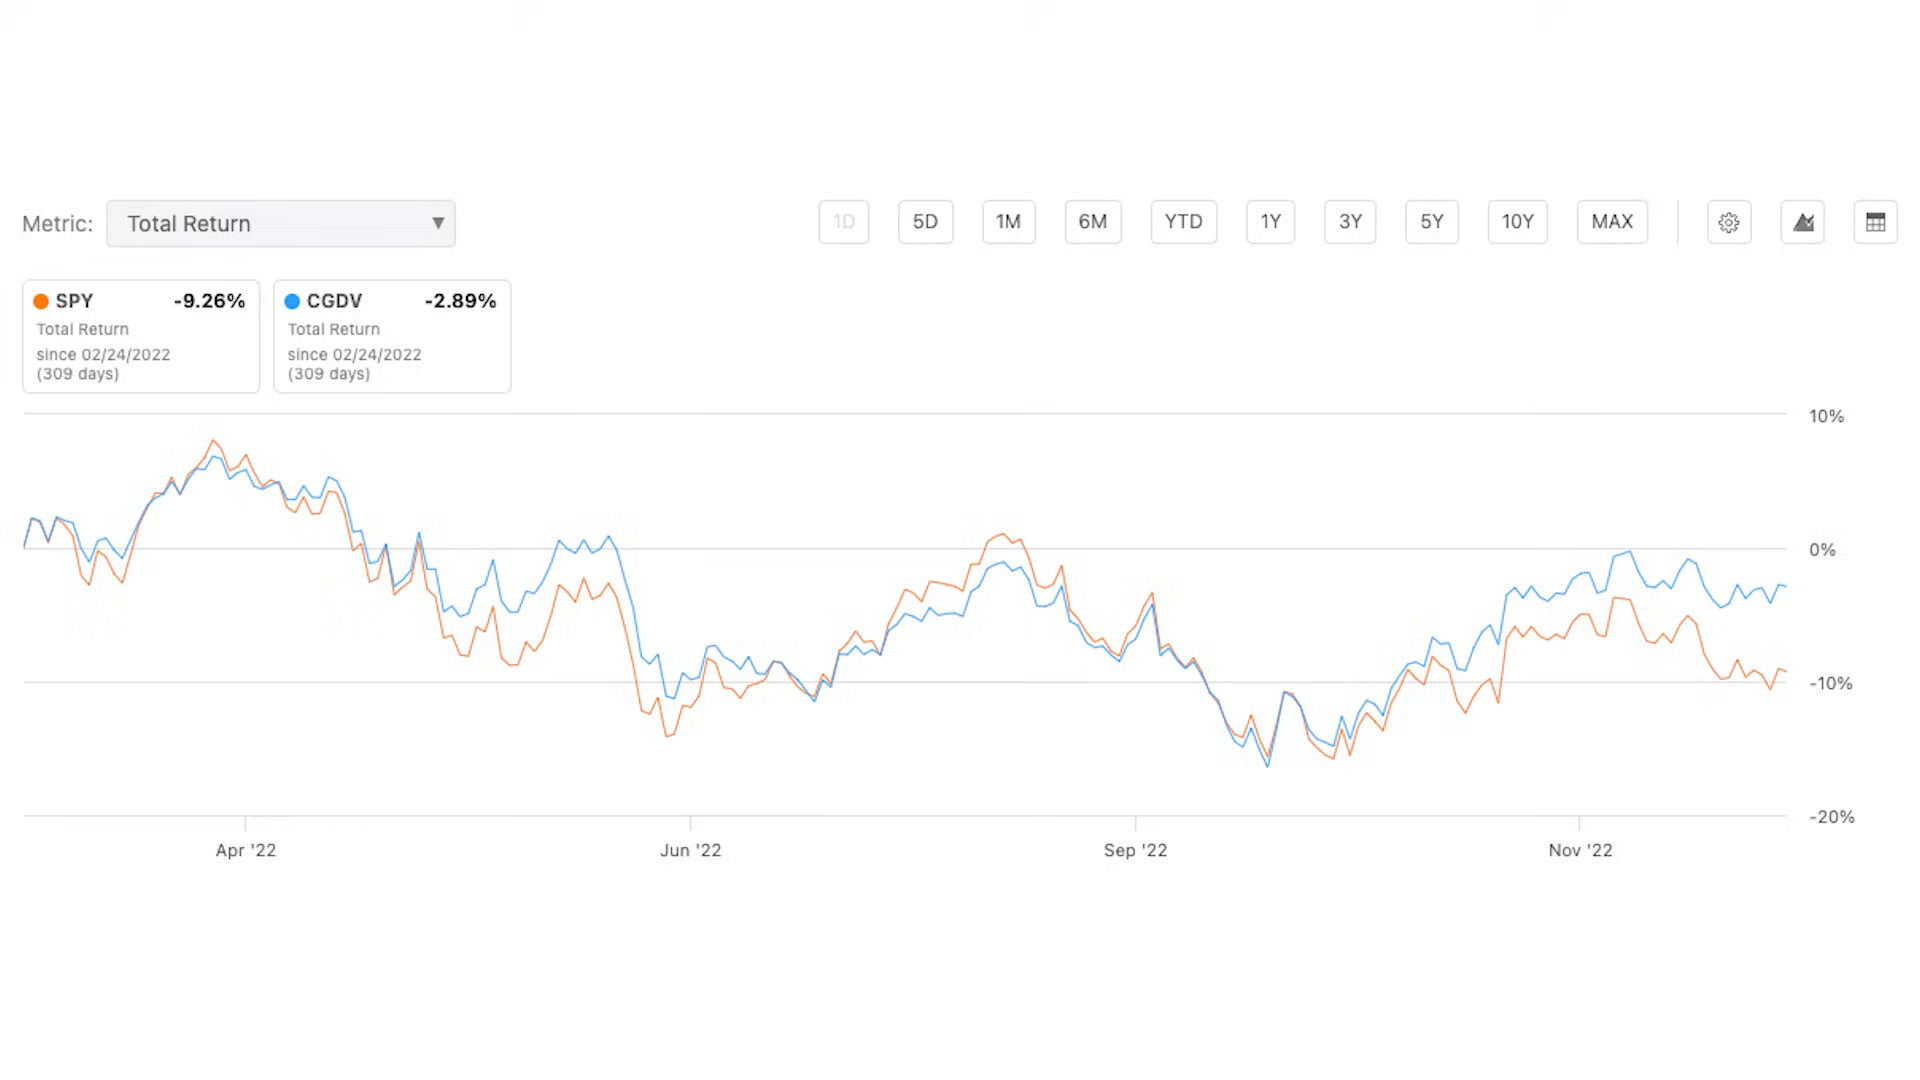 Metric: Total Return ▼
1D 5D 1M 6M YTD 1Y 3Y 5Y 10Y MAX
SPY -9.26%
Total Return
since 02/24/2022
(309 days)
CGDV -2.89%
Total Return
since 02/24/2022
(309 days)
10%
0%
-10%
-20%
Apr '22 Jun '22 Sep '22 Nov '22